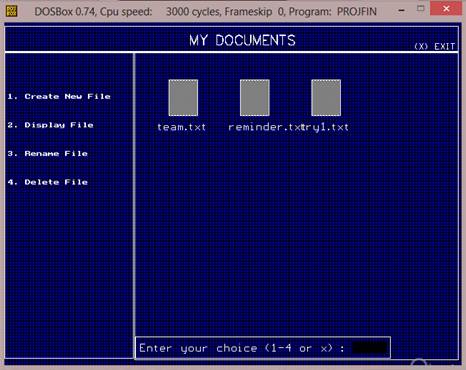 DOSBox 0.74, Cpu speed: 3000 cycles, Frameskip 0, Program: PROJFIN
MY DOCUMENTS
(X) EXIT
1. Create New File
2. Display File
3. Rename File
4. Delete File
team.txt reminder.txt try1.txt
Enter your choice (1-4 or x) :